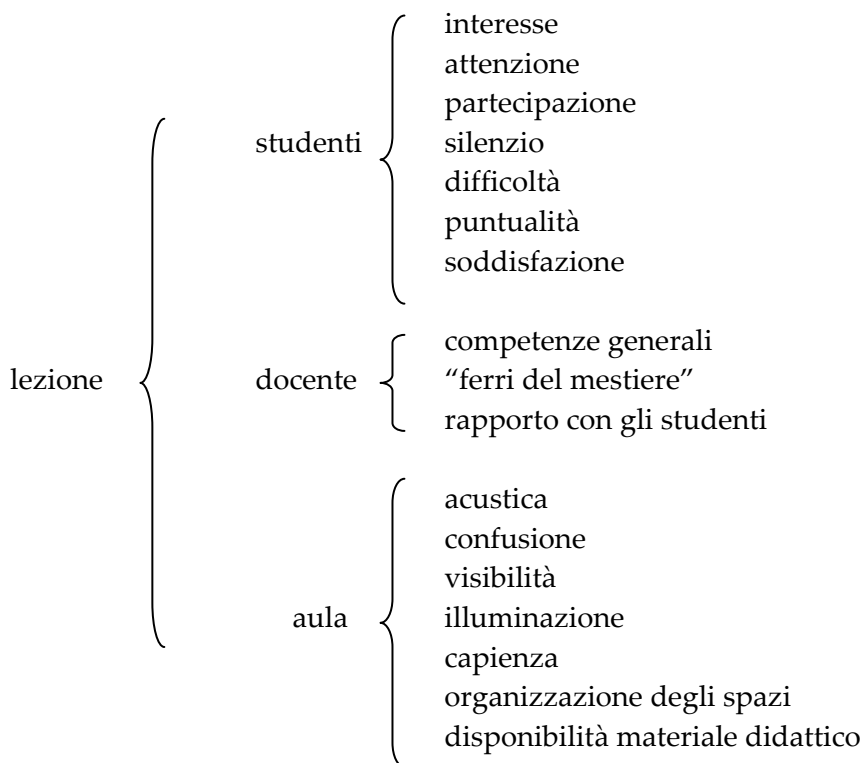 interesse
attenzione
partecipazione
studenti
silenzio
difficoltà
puntualità
soddisfazione
competenze generali
lezione
docente
“ferri del mestiere”
rapporto con gli studenti
acustica
confusione
visibilità
aula
illuminazione
capienza
organizzazione degli spazi
disponibilità materiale didattico